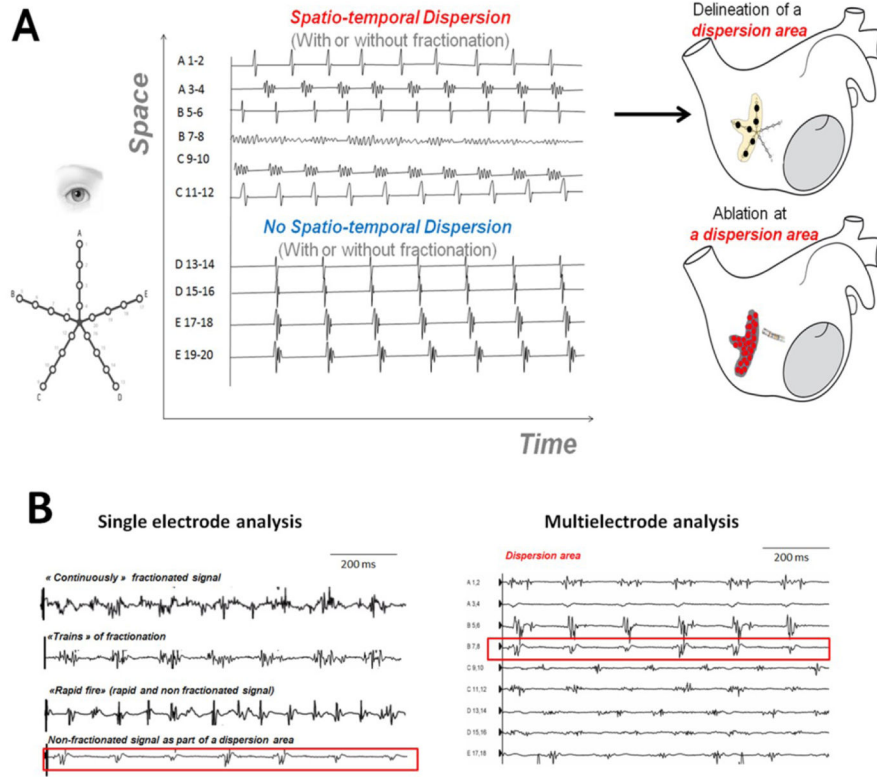 A
Spatio-temporal Dispersion
(With or without fractionation)
Space
A 1-2
A 3-4
B 5-6
B 7-8
C 9-10
C 11-12
No Spatio-temporal Dispersion
(With or without fractionation)
D 13-14
D 15-16
E 17-18
E 19-20
Time
A
B
E
C
D
Delineation of a
dispersion area
Ablation at
a dispersion area
B
Single electrode analysis
200 ms
« Continuously » fractionated signal
«Trains » of fractionation
«Rapid fire» (rapid and non fractionated signal)
Non-fractionated signal as part of a dispersion area
Multielectrode analysis
Dispersion area
200 ms
A 1,2
A 3,4
B 5,6
B 7,8
C 9,10
C 11,12
D 13,14
D 15,16
E 17,18